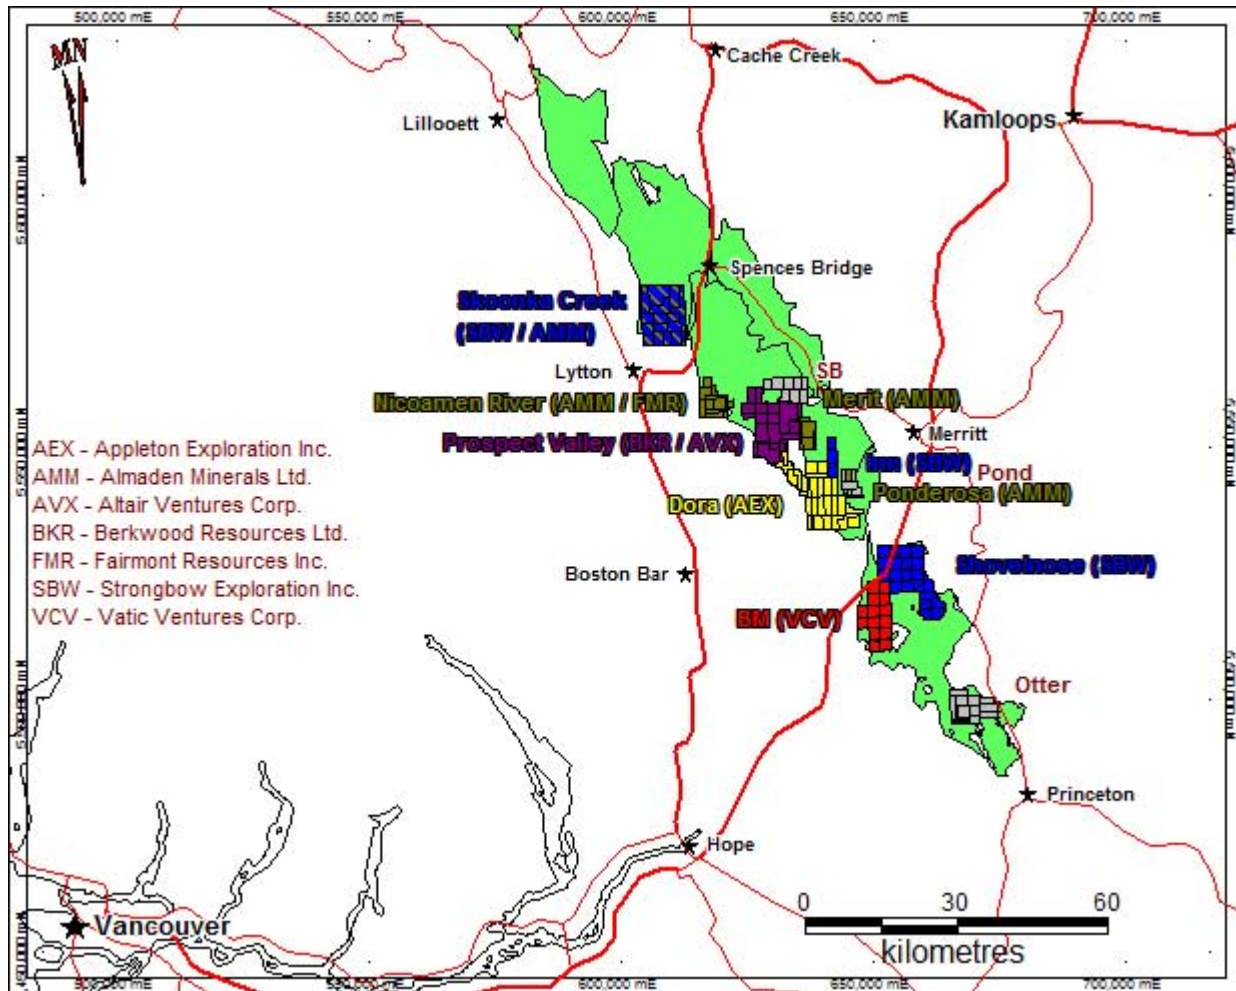 500,000 mE 550,000 mE 600,000 mE 650,000 mE 700,000 mE
MN
Cache Creek
Lillooett
Kamloops
Spences Bridge
Skoonka Creek
(SBW / AMM)
Lytton
SB
Nicoamen River (AMM / FMR)
Merit (AMM)
Prospect Valley (BKR / AVX)
Merritt
AEX - Appleton Exploration Inc.
AMM - Almaden Minerals Ltd.
AVX - Altair Ventures Corp.
BKR - Berkwood Resources Ltd.
FMR - Fairmont Resources Inc.
SBW - Strongbow Exploration Inc.
VCV - Vatic Ventures Corp.
Inn (SBW)
Pond
Ponderosa (AMM)
Dora (AEX)
Boston Bar
Shovelnose (SBW)
BM (VCV)
Otter
Princeton
Hope
Vancouver
0 30 60
kilometres
600,000 mE 650,000 mE 700,000 mE